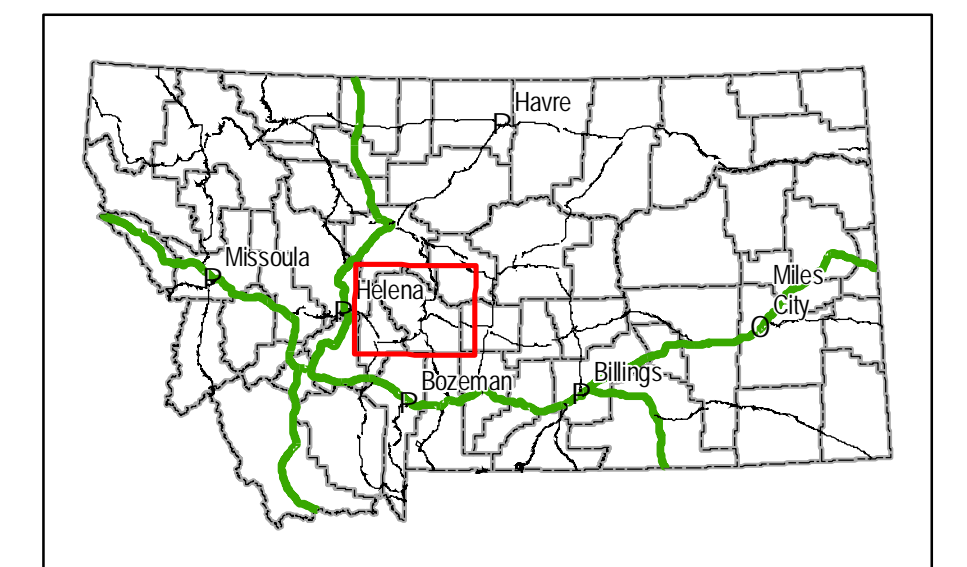 Havre
P
Missoula
P
Helena
P
Miles
City
O
Billings
P
Bozeman
P